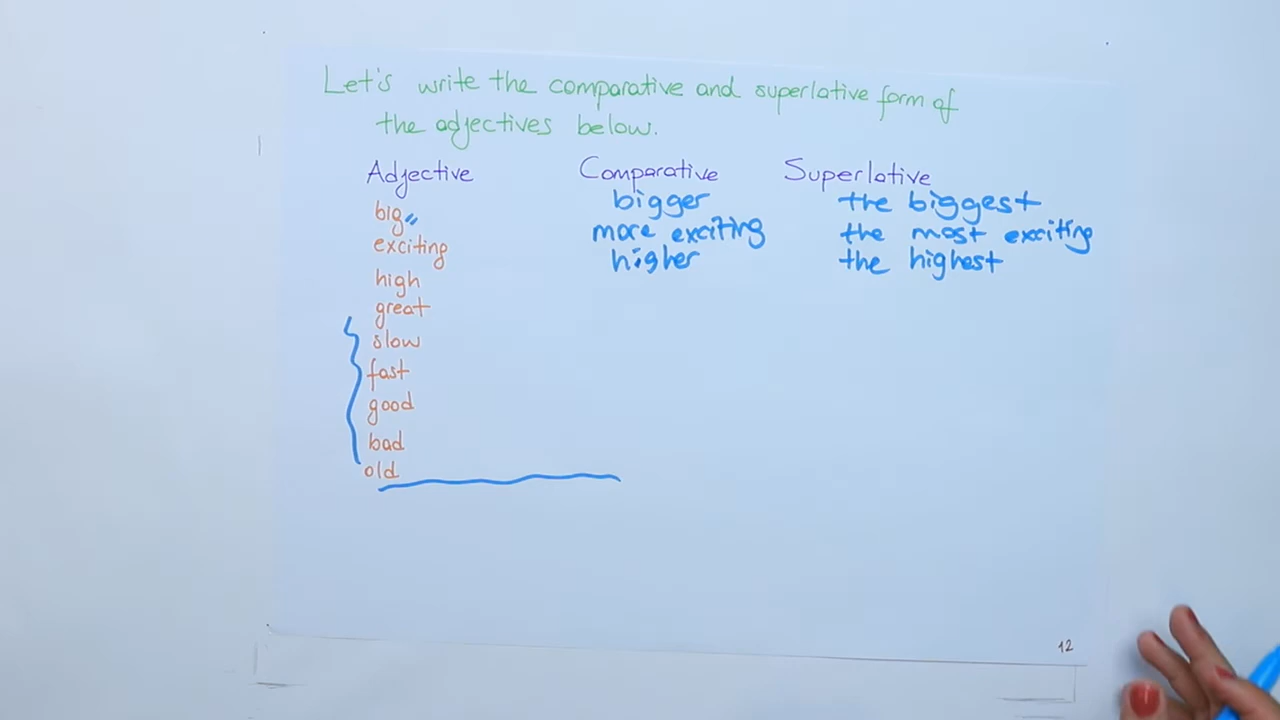 Let's write the comparative and superlative form of
the adjectives below.
Adjective Comparative Superlative
big bigger the biggest
exciting more exciting the most exciting
high higher the highest
great
slow
fast
good
bad
old
12